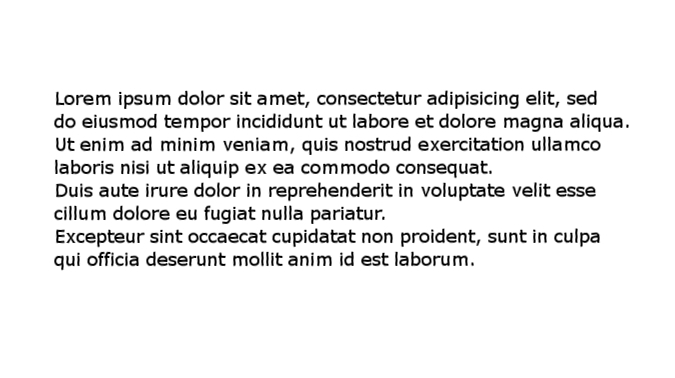 Lorem ipsum dolor sit amet, consectetur adipisicing elit, sed
do eiusmod tempor incididunt ut labore et dolore magna aliqua.
Ut enim ad minim veniam, quis nostrud exercitation ullamco
laboris nisi ut aliquip ex ea commodo consequat.
Duis aute irure dolor in reprehenderit in voluptate velit esse
cillum dolore eu fugiat nulla pariatur.
Excepteur sint occaecat cupidatat non proident, sunt in culpa
qui officia deserunt mollit anim id est laborum.